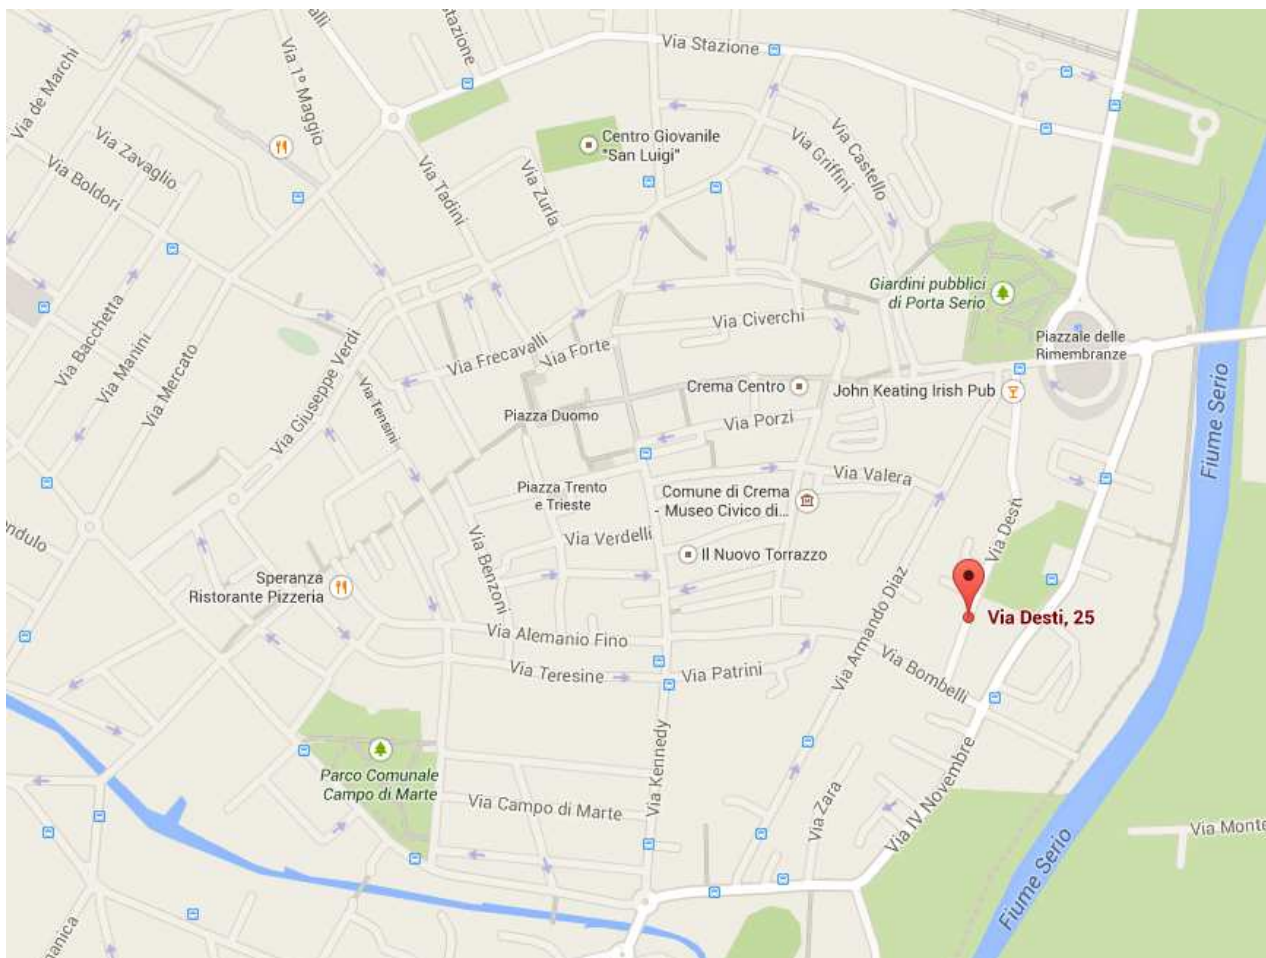 Via Stazione
Stazione
Via 1º Maggio
Via de Marchi
Via Zavaglio
Via Boldori
Via Tadini
Via Zurla
Centro Giovanile
"San Luigi"
Via Griffini
Via Castello
Giardini pubblici
di Porta Serio
Piazzale delle
Rimembranze
Via Bacchetta
Via Manini
Via Mercato
Via Giuseppe Verdi
Via Tensini
Via Frecavalli
Via Forte
Via Civerchi
Crema Centro
John Keating Irish Pub
Piazza Duomo
Via Porzi
Fiume Serio
Piazza Trento
e Trieste
Comune di Crema
- Museo Civico di...
Via Valera
Via Desti
Via Verdelli
Il Nuovo Torrazzo
Via Benzoni
Speranza
Ristorante Pizzeria
Via Armando Diaz
Via Desti, 25
Via Alemanio Fino
Via Teresine
Via Patrini
Via Bombelli
Parco Comunale
Campo di Marte
Via Kennedy
Via Campo di Marte
Via Zara
Via IV Novembre
Via Monte
Fiume Serio